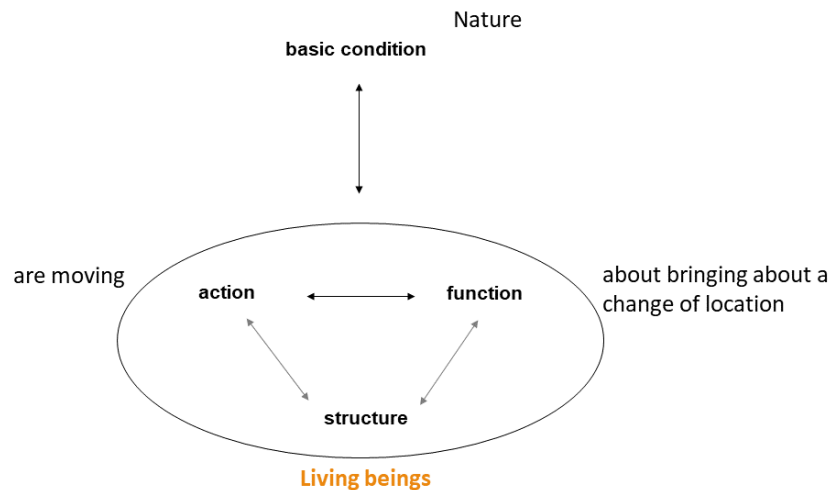 Nature
basic condition
are moving
action
function
about bringing about a
change of location
structure
Living beings